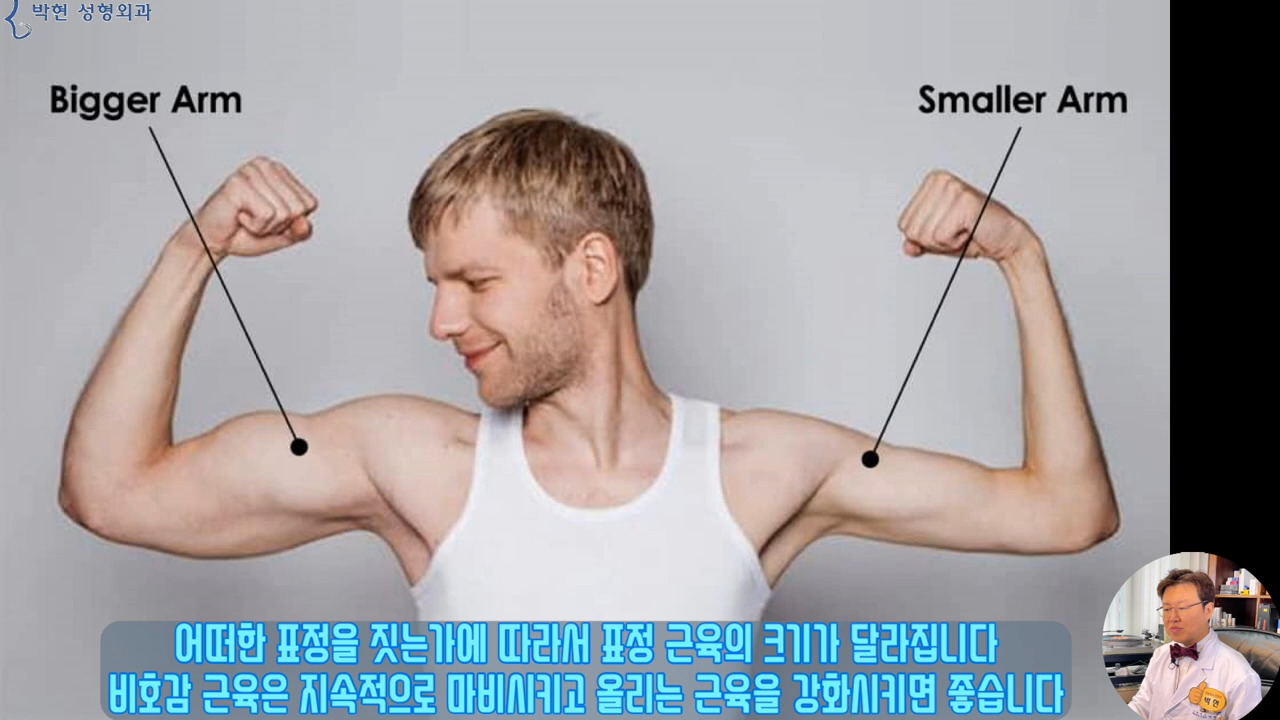 박현 성형외과
Bigger Arm
Smaller Arm
어떠한 표정을 짓는가에 따라서 표정 근육의 크기가 달라집니다
비호감 근육은 지속적으로 마비시키고 올리는 근육을 강화시키면 좋습니다
박현